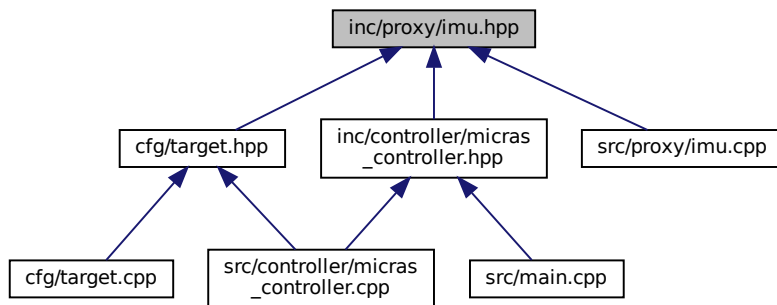 inc/proxy/imu.hpp
cfg/target.hpp
inc/controller/micras
_controller.hpp
src/proxy/imu.cpp
cfg/target.cpp
src/controller/micras
_controller.cpp
src/main.cpp